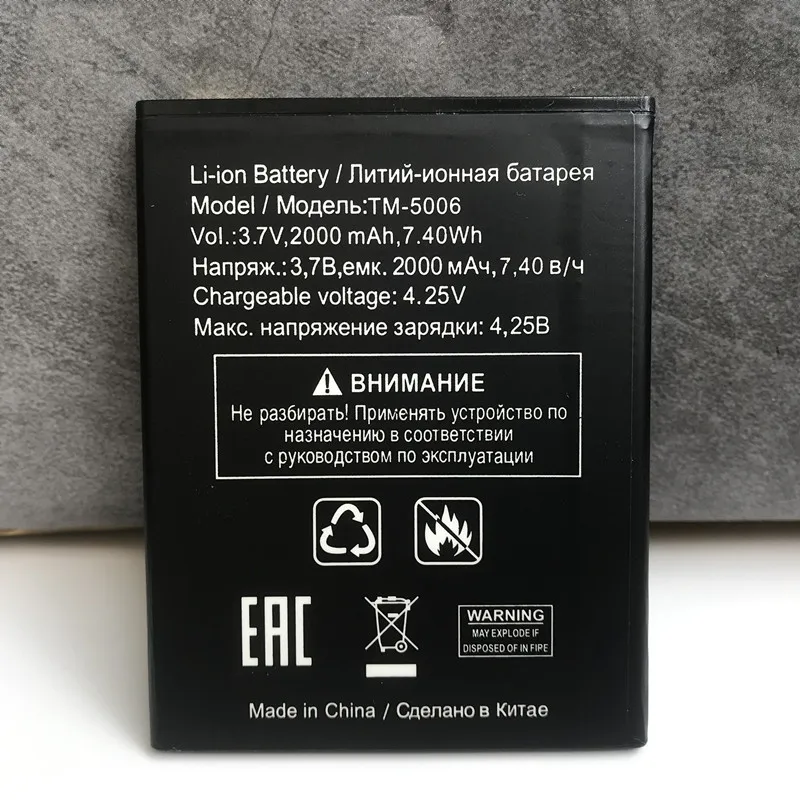 Li-ion Battery / Литий-ионная батарея
Model / Модель:TM-5006
Vol.:3.7V,2000 mAh,7.40Wh
Напряж.:3,7В,емк. 2000 мАч,7,40 в/ч
Chargeable voltage: 4.25V
Макс. напряжение зарядки: 4,25В
ВНИМАНИЕ
Не разбирать! Применять устройство по
назначению в соответствии
с руководством по эксплуатации
EAC
WARNING
MAY EXPLODE IF
DISPOSED OF IN FIRE
Made in China / Сделано в Китае